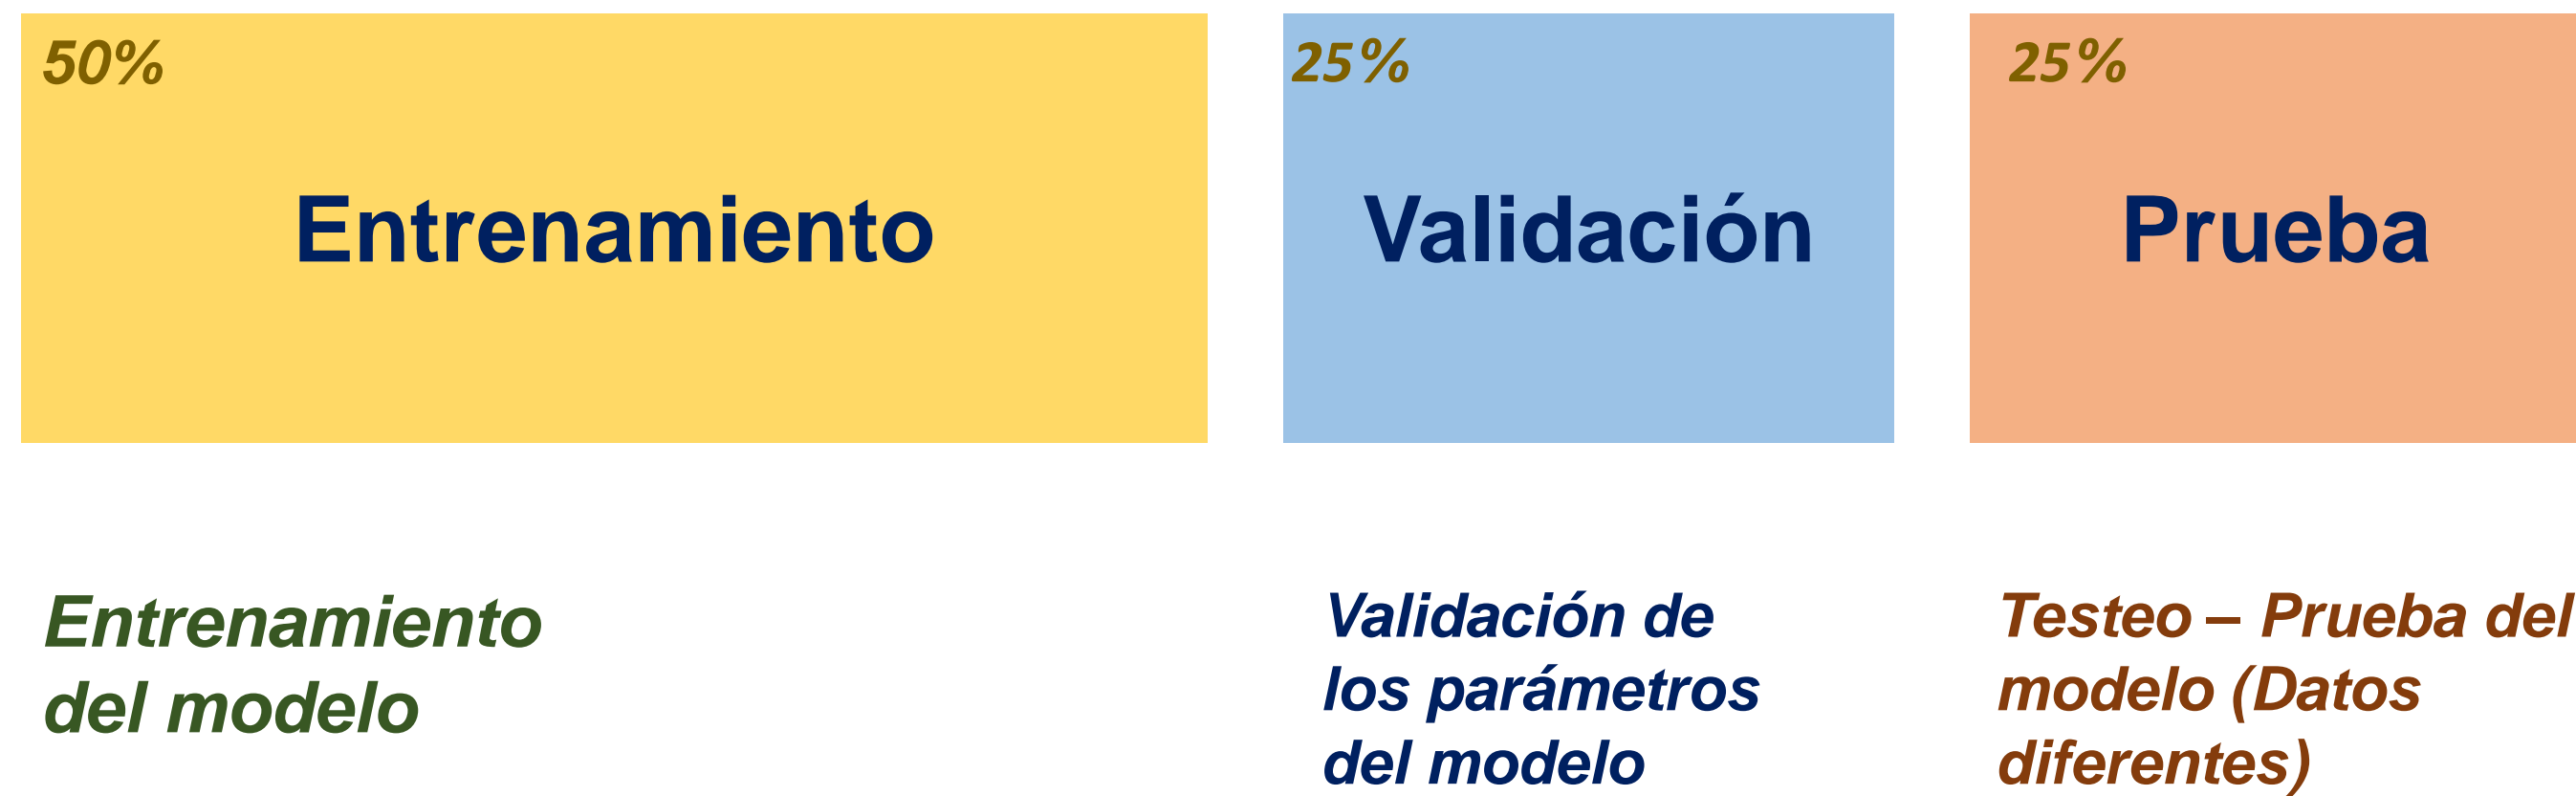 50%
Entrenamiento
25%
Validación
25%
Prueba
Entrenamiento
del modelo
Validación de
los parámetros
del modelo
Testeo – Prueba del
modelo (Datos
diferentes)